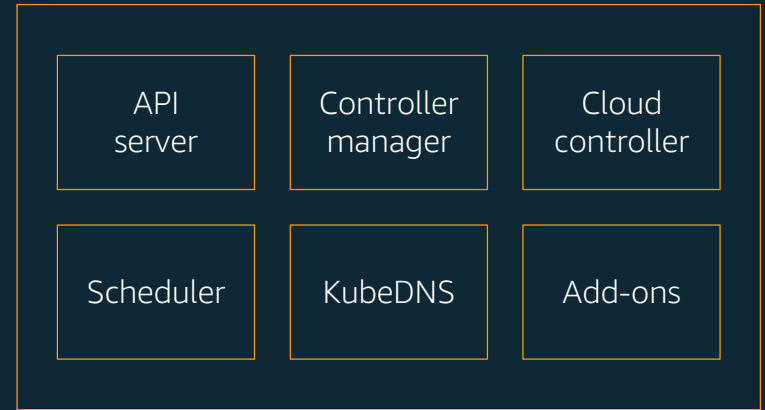 API
server
Controller
manager
Cloud
controller
Scheduler
KubeDNS
Add-ons